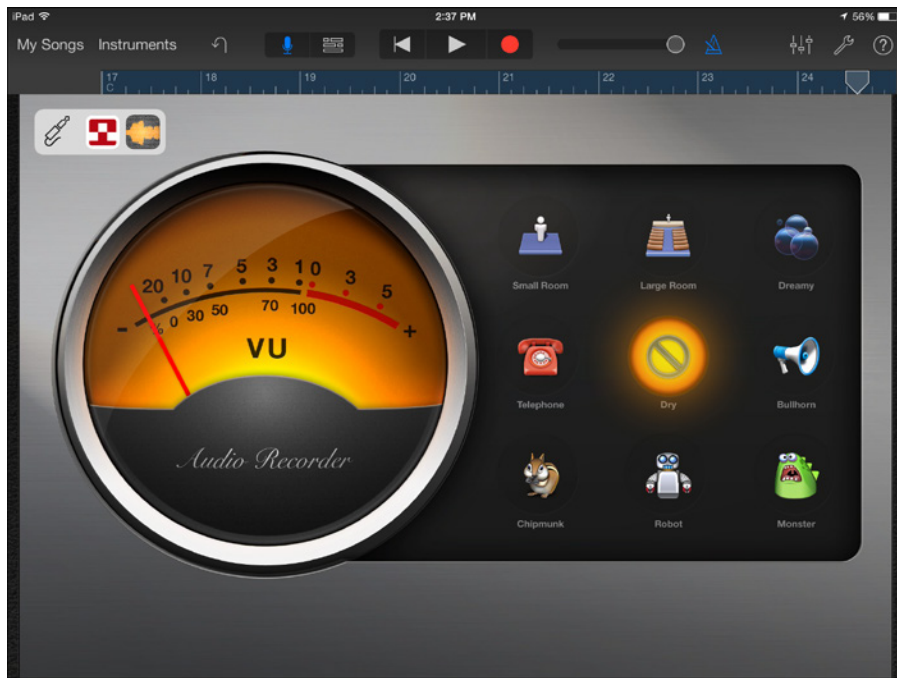 iPad 2:37 PM 56%
My Songs Instruments
17 18 19 20 21 22 23 24
C
20 10 7 5 3 1 0 3 5
- % 0 30 50 70 100 +
VU
Audio Recorder
Small Room Large Room Dreamy
Telephone Dry Bullhorn
Chipmunk Robot Monster